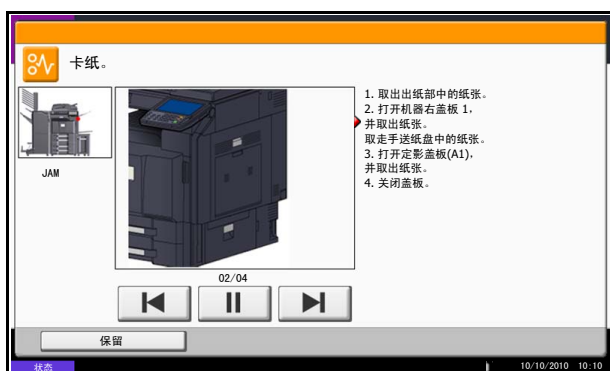 卡纸。
JAM
1. 取出出纸部中的纸张。
2. 打开机器右盖板 1,
并取出纸张。
取走手送纸盘中的纸张。
3. 打开定影盖板(A1),
并取出纸张。
4. 关闭盖板。
02/04
保留
状态
10/10/2010 10:10